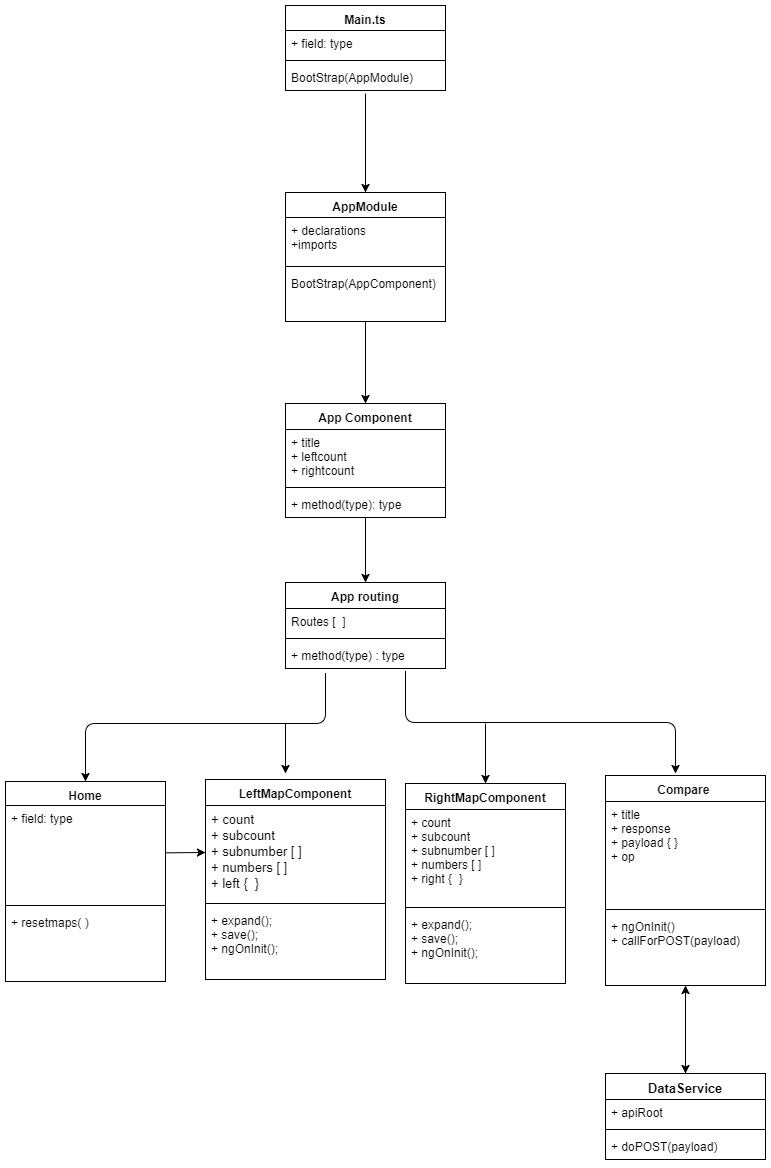 Main.ts
+ field: type
BootStrap(AppModule)
AppModule
+ declarations
+imports
BootStrap(AppComponent)
App Component
+ title
+ leftcount
+ rightcount
+ method(type): type
App routing
Routes [  ]
+ method(type) : type
Home
+ field: type
+ resetmaps( )
LeftMapComponent
+ count
+ subcount
+ subnumber [ ]
+ numbers [ ]
+ left {  }
+ expand();
+ save();
+ ngOnInit();
RightMapComponent
+ count
+ subcount
+ subnumber [ ]
+ numbers [ ]
+ right {  }
+ expand();
+ save();
+ ngOnInit();
Compare
+ title
+ response
+ payload { }
+ op
+ ngOnInit()
+ callForPOST(payload)
DataService
+ apiRoot
+ doPOST(payload)